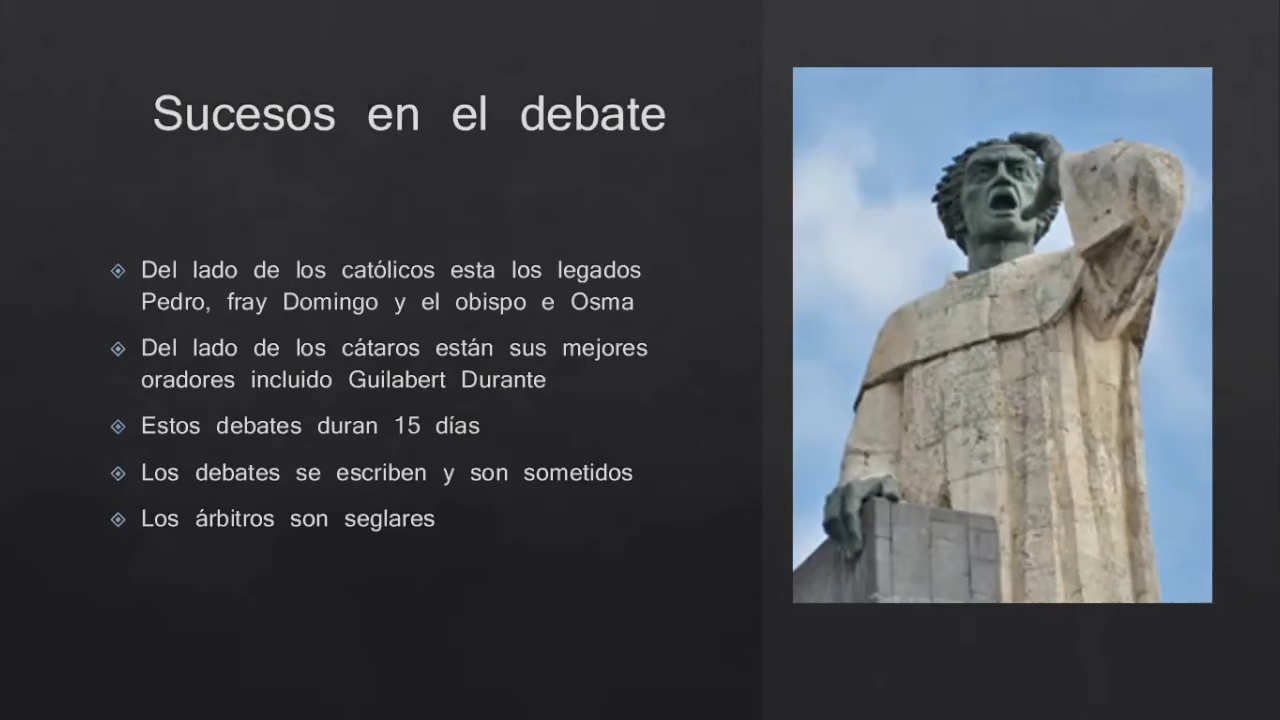 Sucesos en el debate
Del lado de los católicos esta los legados
Pedro, fray Domingo y el obispo e Osma
Del lado de los cátaros están sus mejores
oradores incluido Guilabert Durante
Estos debates duran 15 días
Los debates se escriben y son sometidos
Los árbitros son seglares